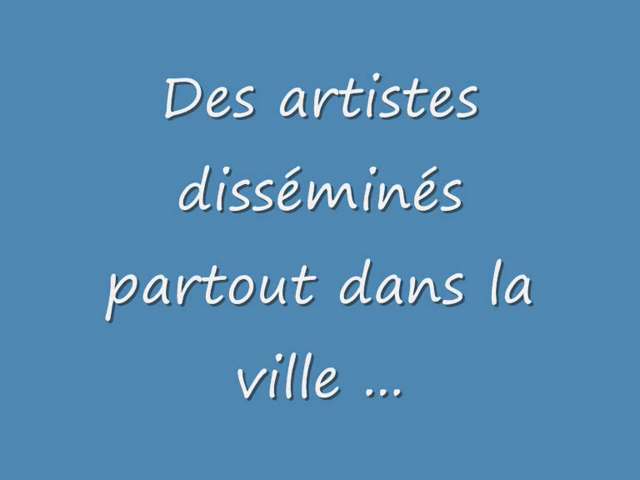 Des artistes
disséminés
partout dans la
ville ...